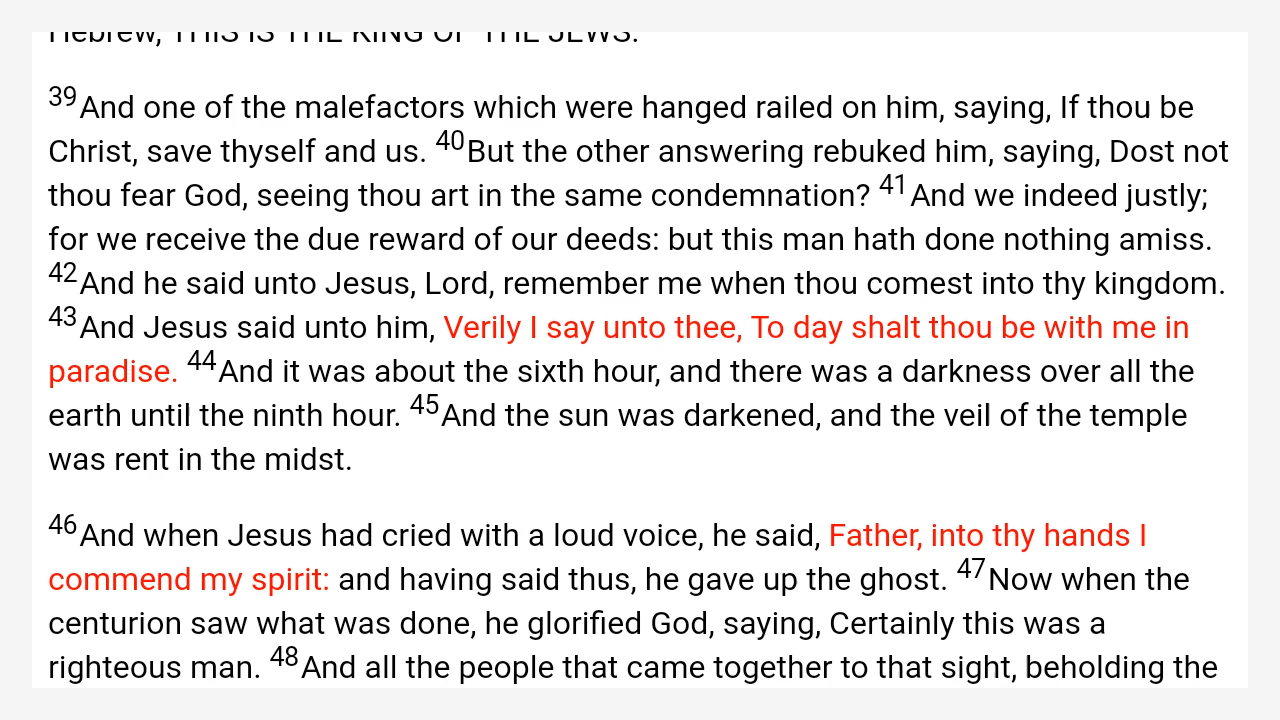 Hebrew, THIS IS THE KING OF THE JEWS.
39And one of the malefactors which were hanged railed on him, saying, If thou be
Christ, save thyself and us. 40But the other answering rebuked him, saying, Dost not
thou fear God, seeing thou art in the same condemnation? 41And we indeed justly;
for we receive the due reward of our deeds: but this man hath done nothing amiss.
42And he said unto Jesus, Lord, remember me when thou comest into thy kingdom.
43And Jesus said unto him, Verily I say unto thee, To day shalt thou be with me in
paradise. 44And it was about the sixth hour, and there was a darkness over all the
earth until the ninth hour. 45And the sun was darkened, and the veil of the temple
was rent in the midst.
46And when Jesus had cried with a loud voice, he said, Father, into thy hands I
commend my spirit: and having said thus, he gave up the ghost. 47Now when the
centurion saw what was done, he glorified God, saying, Certainly this was a
righteous man. 48And all the people that came together to that sight, beholding the